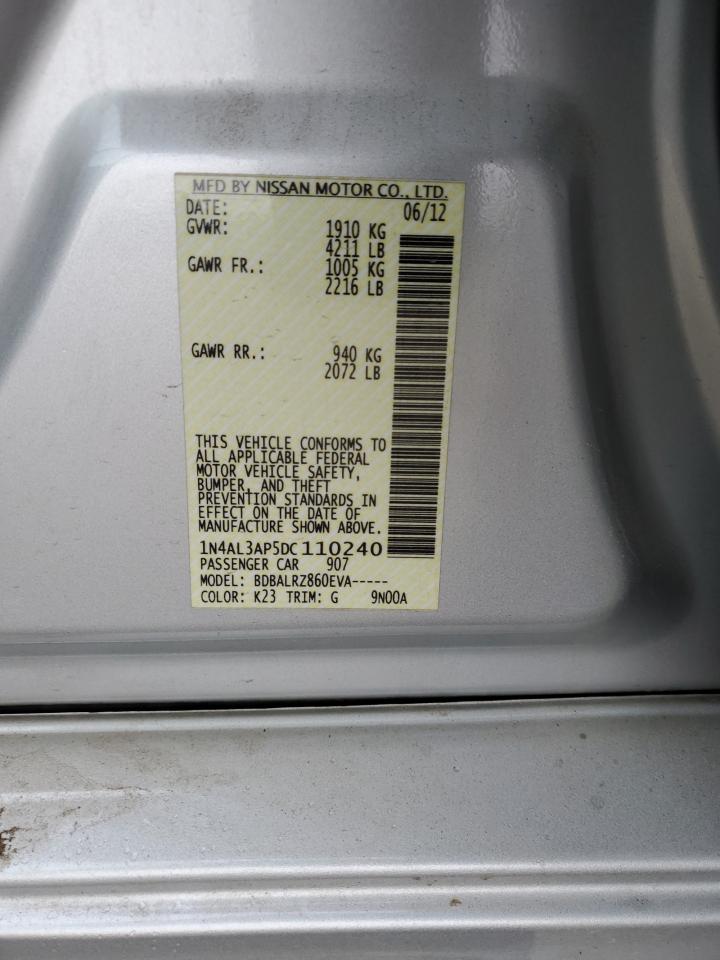 MFD BY NISSAN MOTOR CO., LTD.
DATE: 06/12
GVWR: 1910 KG
4211 LB
GAWR FR.: 1005 KG
2216 LB
GAWR RR.: 940 KG
2072 LB
THIS VEHICLE CONFORMS TO
ALL APPLICABLE FEDERAL
MOTOR VEHICLE SAFETY,
BUMPER, AND THEFT
PREVENTION STANDARDS IN
EFFECT ON THE DATE OF
MANUFACTURE SHOWN ABOVE.
1N4AL3AP5DC110240
PASSENGER CAR 907
MODEL: BDBALRZ860EVA-----
COLOR: K23 TRIM: G 9N00A